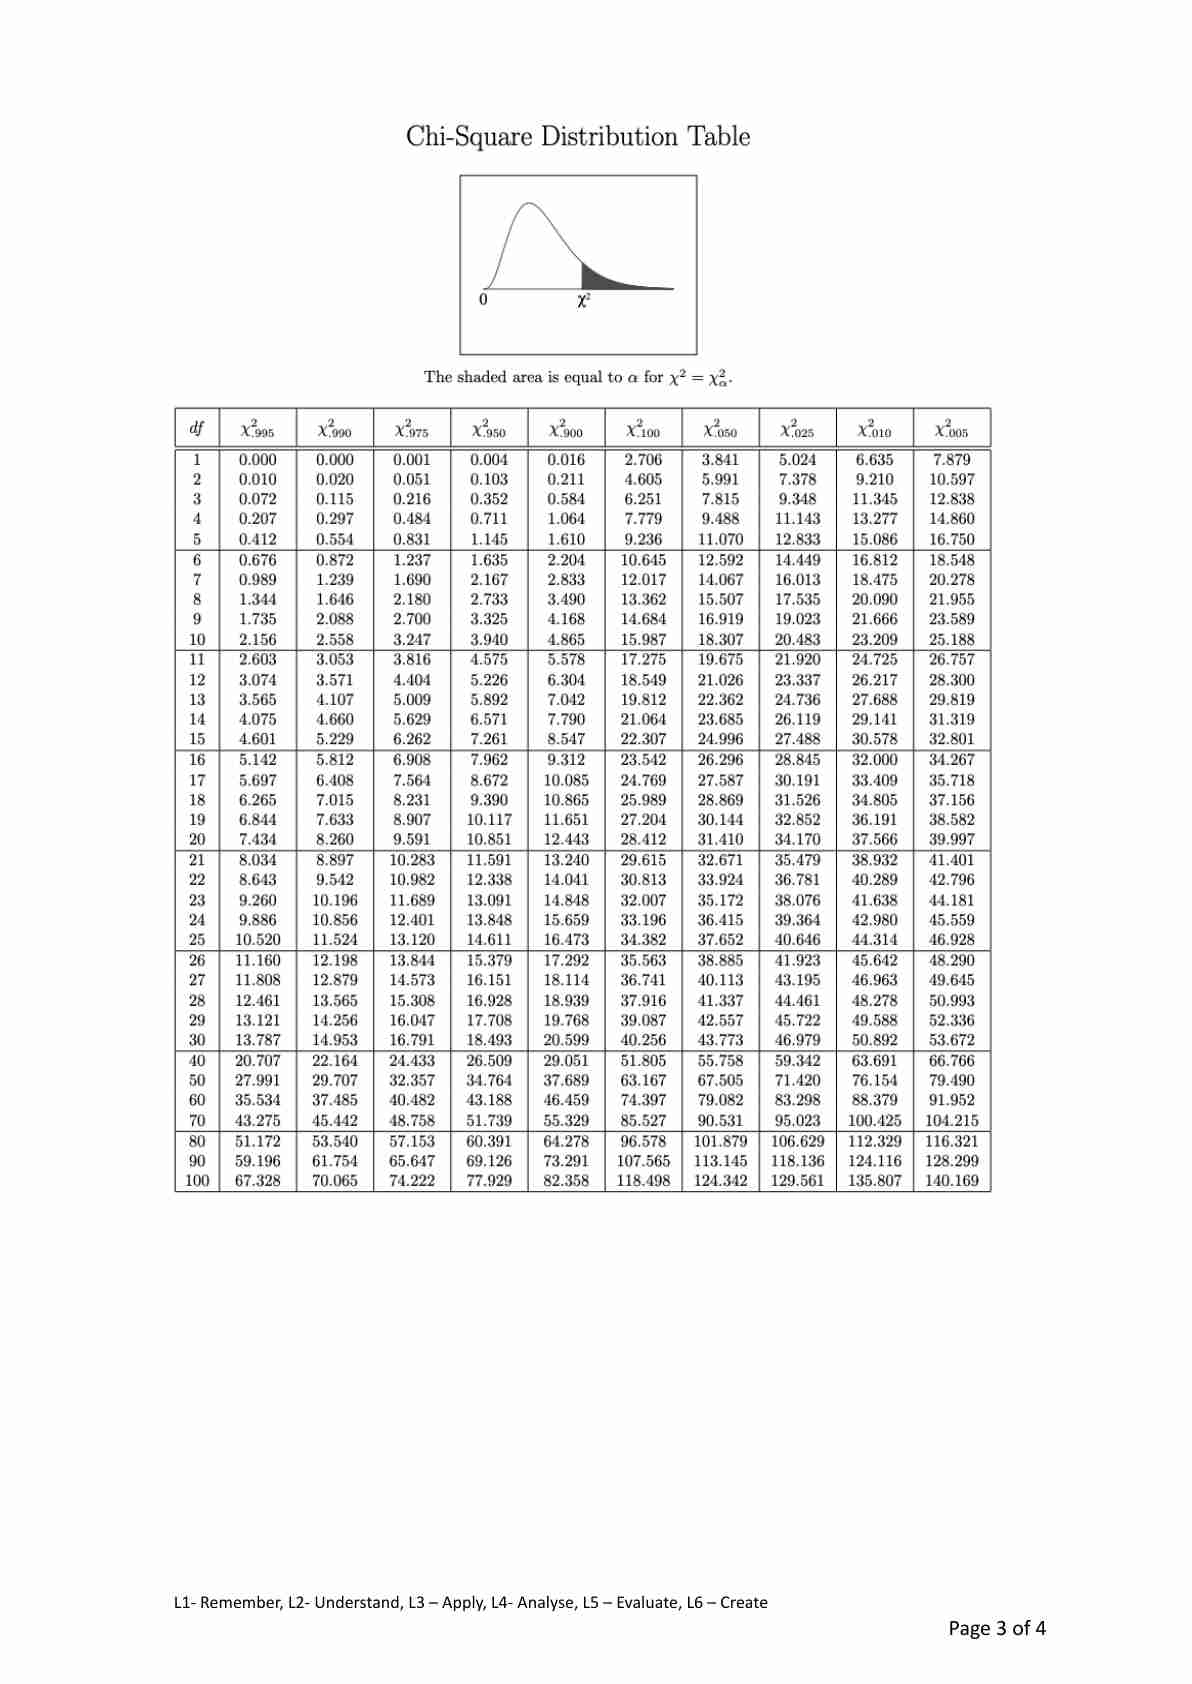 Chi-Square Distribution Table
0 χ²
The shaded area is equal to α for χ² = χ²α.
df χ².995 χ².990 χ².975 χ².950 χ².900 χ².100 χ².050 χ².025 χ².010 χ².005
1 0.000 0.000 0.001 0.004 0.016 2.706 3.841 5.024 6.635 7.879
2 0.010 0.020 0.051 0.103 0.211 4.605 5.991 7.378 9.210 10.597
3 0.072 0.115 0.216 0.352 0.584 6.251 7.815 9.348 11.345 12.838
4 0.207 0.297 0.484 0.711 1.064 7.779 9.488 11.143 13.277 14.860
5 0.412 0.554 0.831 1.145 1.610 9.236 11.070 12.833 15.086 16.750
6 0.676 0.872 1.237 1.635 2.204 10.645 12.592 14.449 16.812 18.548
7 0.989 1.239 1.690 2.167 2.833 12.017 14.067 16.013 18.475 20.278
8 1.344 1.646 2.180 2.733 3.490 13.362 15.507 17.535 20.090 21.955
9 1.735 2.088 2.700 3.325 4.168 14.684 16.919 19.023 21.666 23.589
10 2.156 2.558 3.247 3.940 4.865 15.987 18.307 20.483 23.209 25.188
11 2.603 3.053 3.816 4.575 5.578 17.275 19.675 21.920 24.725 26.757
12 3.074 3.571 4.404 5.226 6.304 18.549 21.026 23.337 26.217 28.300
13 3.565 4.107 5.009 5.892 7.042 19.812 22.362 24.736 27.688 29.819
14 4.075 4.660 5.629 6.571 7.790 21.064 23.685 26.119 29.141 31.319
15 4.601 5.229 6.262 7.261 8.547 22.307 24.996 27.488 30.578 32.801
16 5.142 5.812 6.908 7.962 9.312 23.542 26.296 28.845 32.000 34.267
17 5.697 6.408 7.564 8.672 10.085 24.769 27.587 30.191 33.409 35.718
18 6.265 7.015 8.231 9.390 10.865 25.989 28.869 31.526 34.805 37.156
19 6.844 7.633 8.907 10.117 11.651 27.204 30.144 32.852 36.191 38.582
20 7.434 8.260 9.591 10.851 12.443 28.412 31.410 34.170 37.566 39.997
21 8.034 8.897 10.283 11.591 13.240 29.615 32.671 35.479 38.932 41.401
22 8.643 9.542 10.982 12.338 14.041 30.813 33.924 36.781 40.289 42.796
23 9.260 10.196 11.689 13.091 14.848 32.007 35.172 38.076 41.638 44.181
24 9.886 10.856 12.401 13.848 15.659 33.196 36.415 39.364 42.980 45.559
25 10.520 11.524 13.120 14.611 16.473 34.382 37.652 40.646 44.314 46.928
26 11.160 12.198 13.844 15.379 17.292 35.563 38.885 41.923 45.642 48.290
27 11.808 12.879 14.573 16.151 18.114 36.741 40.113 43.195 46.963 49.645
28 12.461 13.565 15.308 16.928 18.939 37.916 41.337 44.461 48.278 50.993
29 13.121 14.256 16.047 17.708 19.768 39.087 42.557 45.722 49.588 52.336
30 13.787 14.953 16.791 18.493 20.599 40.256 43.773 46.979 50.892 53.672
40 20.707 22.164 24.433 26.509 29.051 51.805 55.758 59.342 63.691 66.766
50 27.991 29.707 32.357 34.764 37.689 63.167 67.505 71.420 76.154 79.490
60 35.534 37.485 40.482 43.188 46.459 74.397 79.082 83.298 88.379 91.952
70 43.275 45.442 48.758 51.739 55.329 85.527 90.531 95.023 100.425 104.215
80 51.172 53.540 57.153 60.391 64.278 96.578 101.879 106.629 112.329 116.321
90 59.196 61.754 65.647 69.126 73.291 107.565 113.145 118.136 124.116 128.299
100 67.328 70.065 74.222 77.929 82.358 118.498 124.342 129.561 135.807 140.169
L1- Remember, L2- Understand, L3 – Apply, L4- Analyse, L5 – Evaluate, L6 – Create
Page 3 of 4